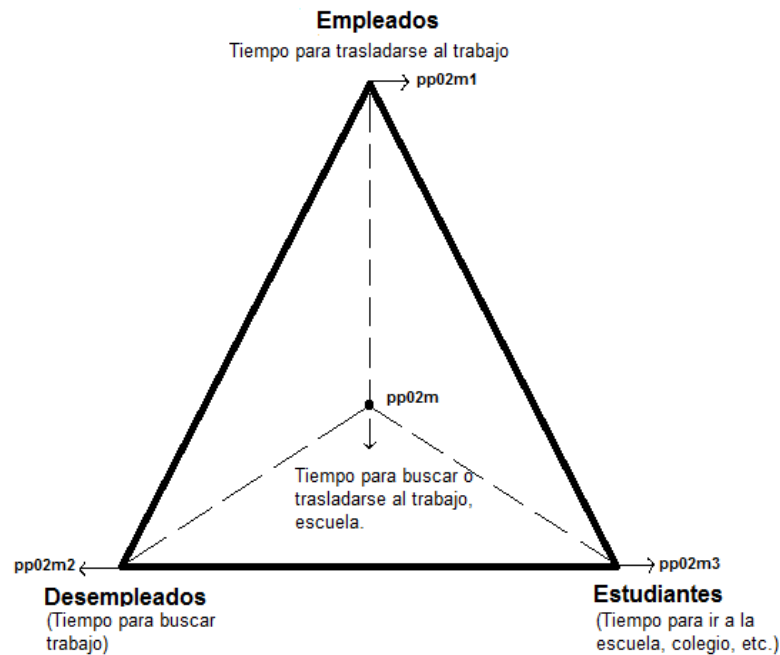 Empleados
Tiempo para trasladarse al trabajo
pp02m1
pp02m
Tiempo para buscar o
trasladarse al trabajo,
escuela.
pp02m2
Desempleados
(Tiempo para buscar
trabajo)
pp02m3
Estudiantes
(Tiempo para ir a la
escuela, colegio, etc.)